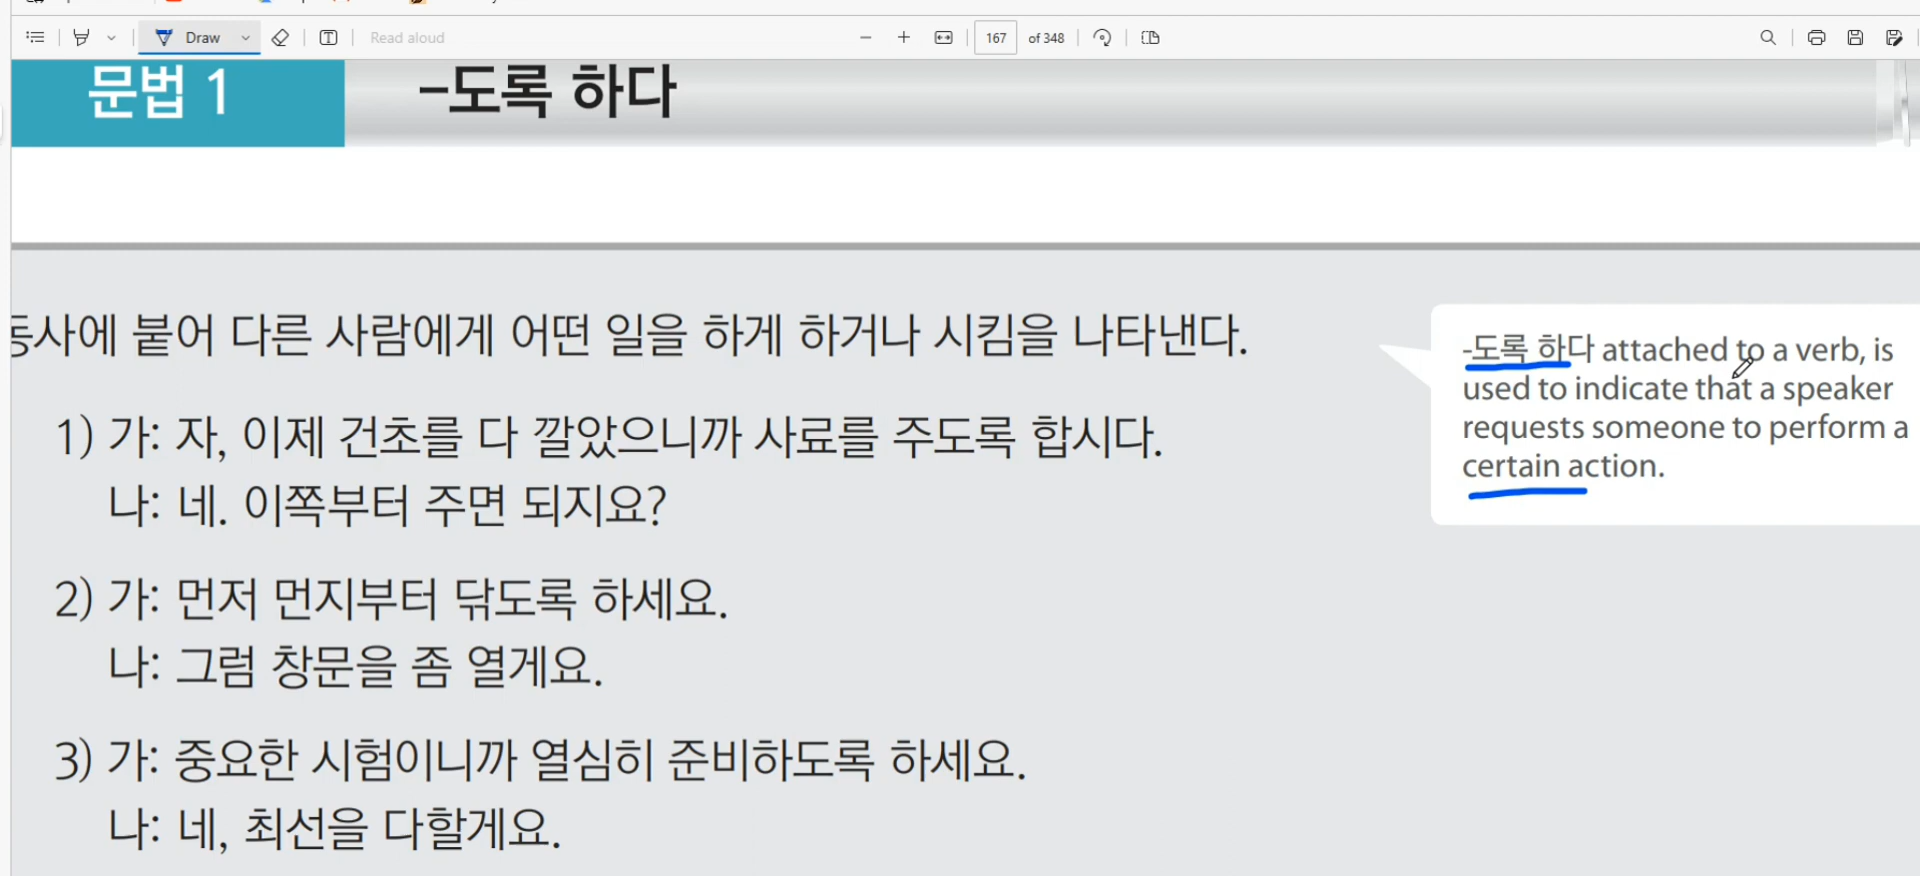 Draw
Read aloud
167 of 348
문법 1
-도록 하다
동사에 붙어 다른 사람에게 어떤 일을 하게 하거나 시킴을 나타낸다.
-도록 하다 attached to a verb, is
used to indicate that a speaker
requests someone to perform a
certain action.
1) 가: 자, 이제 건초를 다 깔았으니까 사료를 주도록 합시다.
나: 네. 이쪽부터 주면 되지요?
2) 가: 먼저 먼지부터 닦도록 하세요.
나: 그럼 창문을 좀 열게요.
3) 가: 중요한 시험이니까 열심히 준비하도록 하세요.
나: 네, 최선을 다할게요.